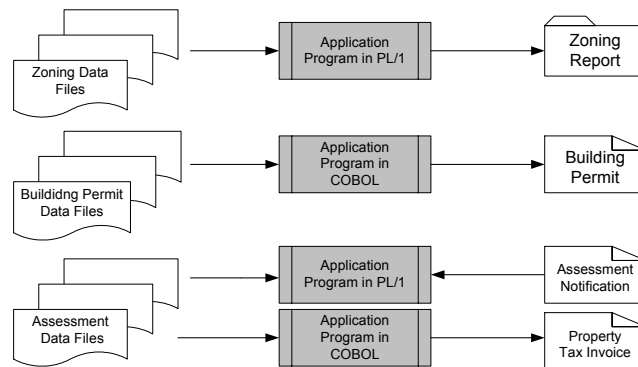 Zoning Data
Files
Application
Program in PL/1
Zoning
Report
Buildidng Permit
Data Files
Application
Program in
COBOL
Building
Permit
Application
Program in PL/1
Assessment
Notification
Assessment
Data Files
Application
Program in
COBOL
Property
Tax Invoice